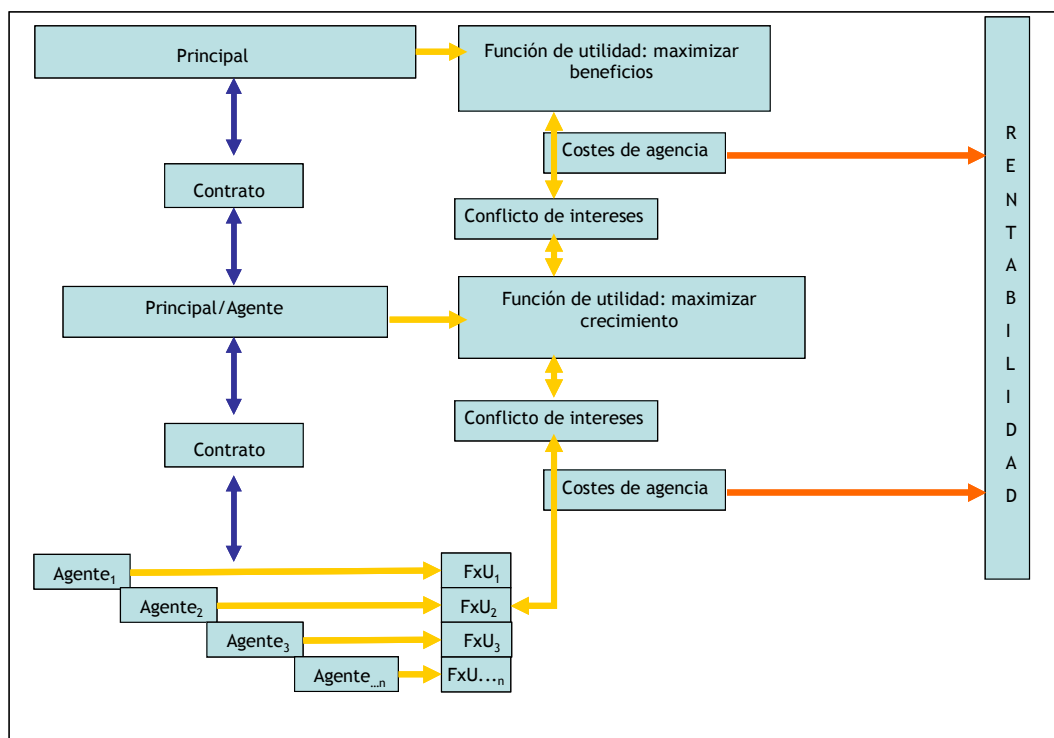 Principal
Función de utilidad: maximizar
beneficios
Costes de agencia
Contrato
Conflicto de intereses
Principal/Agente
Función de utilidad: maximizar
crecimiento
Conflicto de intereses
Contrato
Costes de agencia
Agente₁
FxU₁
Agente₂
FxU₂
Agente₃
FxU₃
Agente...n
FxU...n
R
E
N
T
A
B
I
L
I
D
A
D